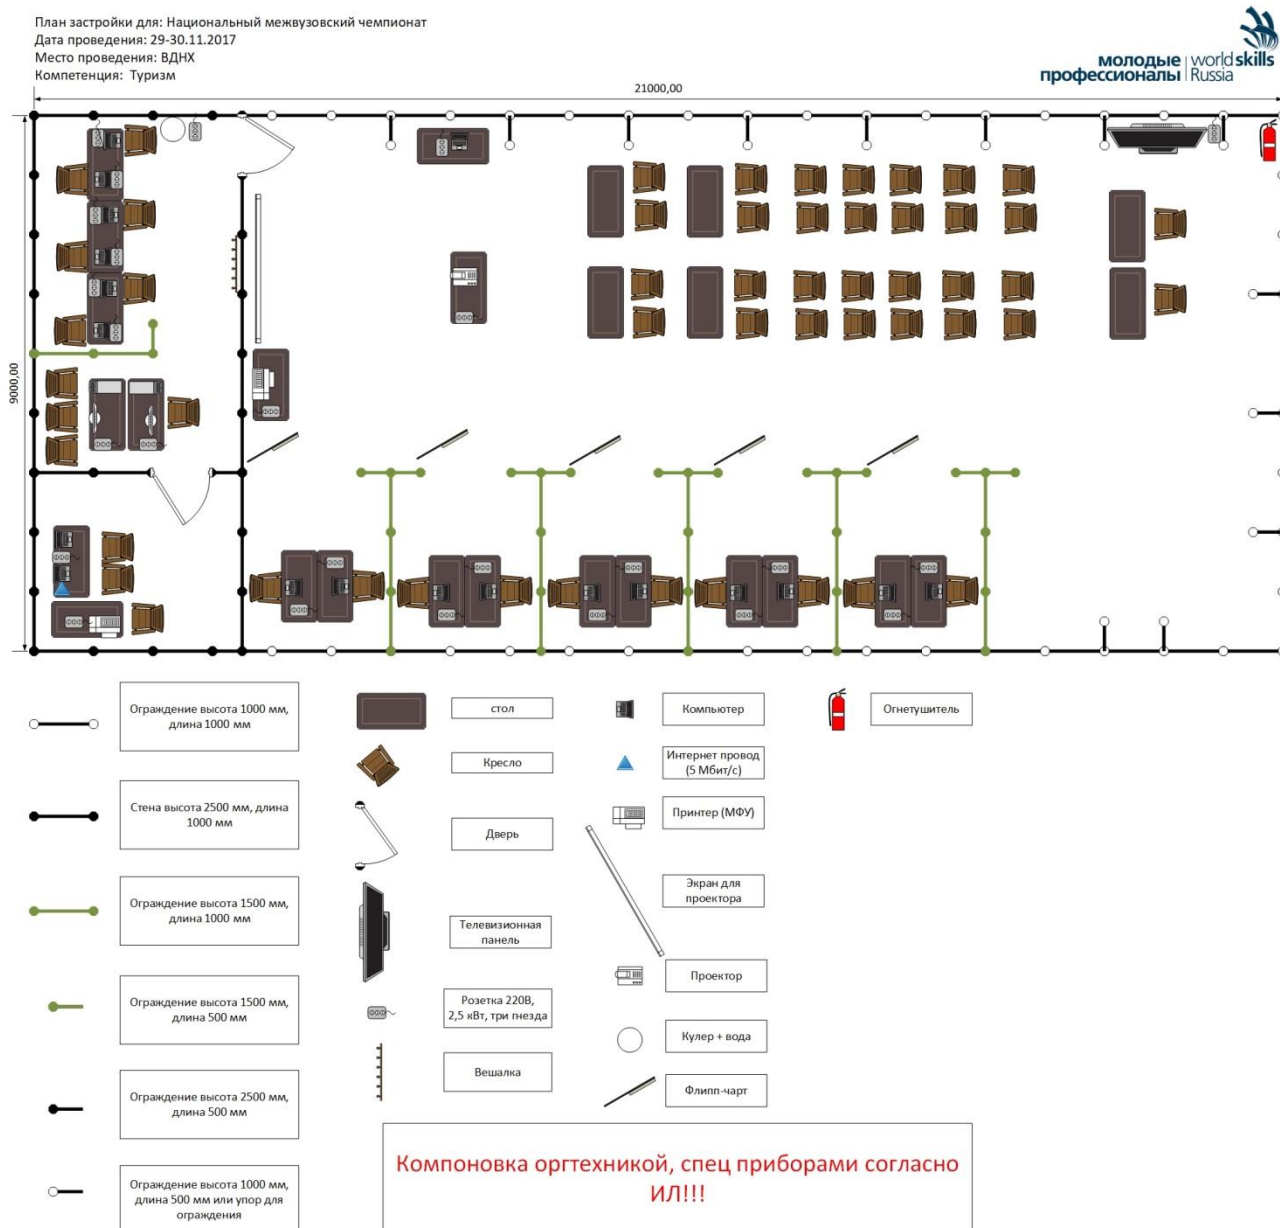 План застройки для: Национальный межвузовский чемпионат
Дата проведения: 29-30.11.2017
Место проведения: ВДНХ
Компетенция: Туризм
молодые
профессионалы
worldskills
Russia
21000,00
9000,00
Ограждение высота 1000 мм,
длина 1000 мм
Стена высота 2500 мм, длина
1000 мм
Ограждение высота 1500 мм,
длина 1000 мм
Ограждение высота 1500 мм,
длина 500 мм
Ограждение высота 2500 мм,
длина 500 мм
Ограждение высота 1000 мм,
длина 500 мм или упор для
ограждения
стол
Кресло
Дверь
Телевизионная
панель
Розетка 220В,
2,5 кВт, три гнезда
Вешалка
Компьютер
Интернет провод
(5 Мбит/с)
Принтер (МФУ)
Экран для
проектора
Проектор
Кулер + вода
Флипп-чарт
Огнетушитель
Компоновка оргтехникой, спец приборами согласно
ИЛ!!!